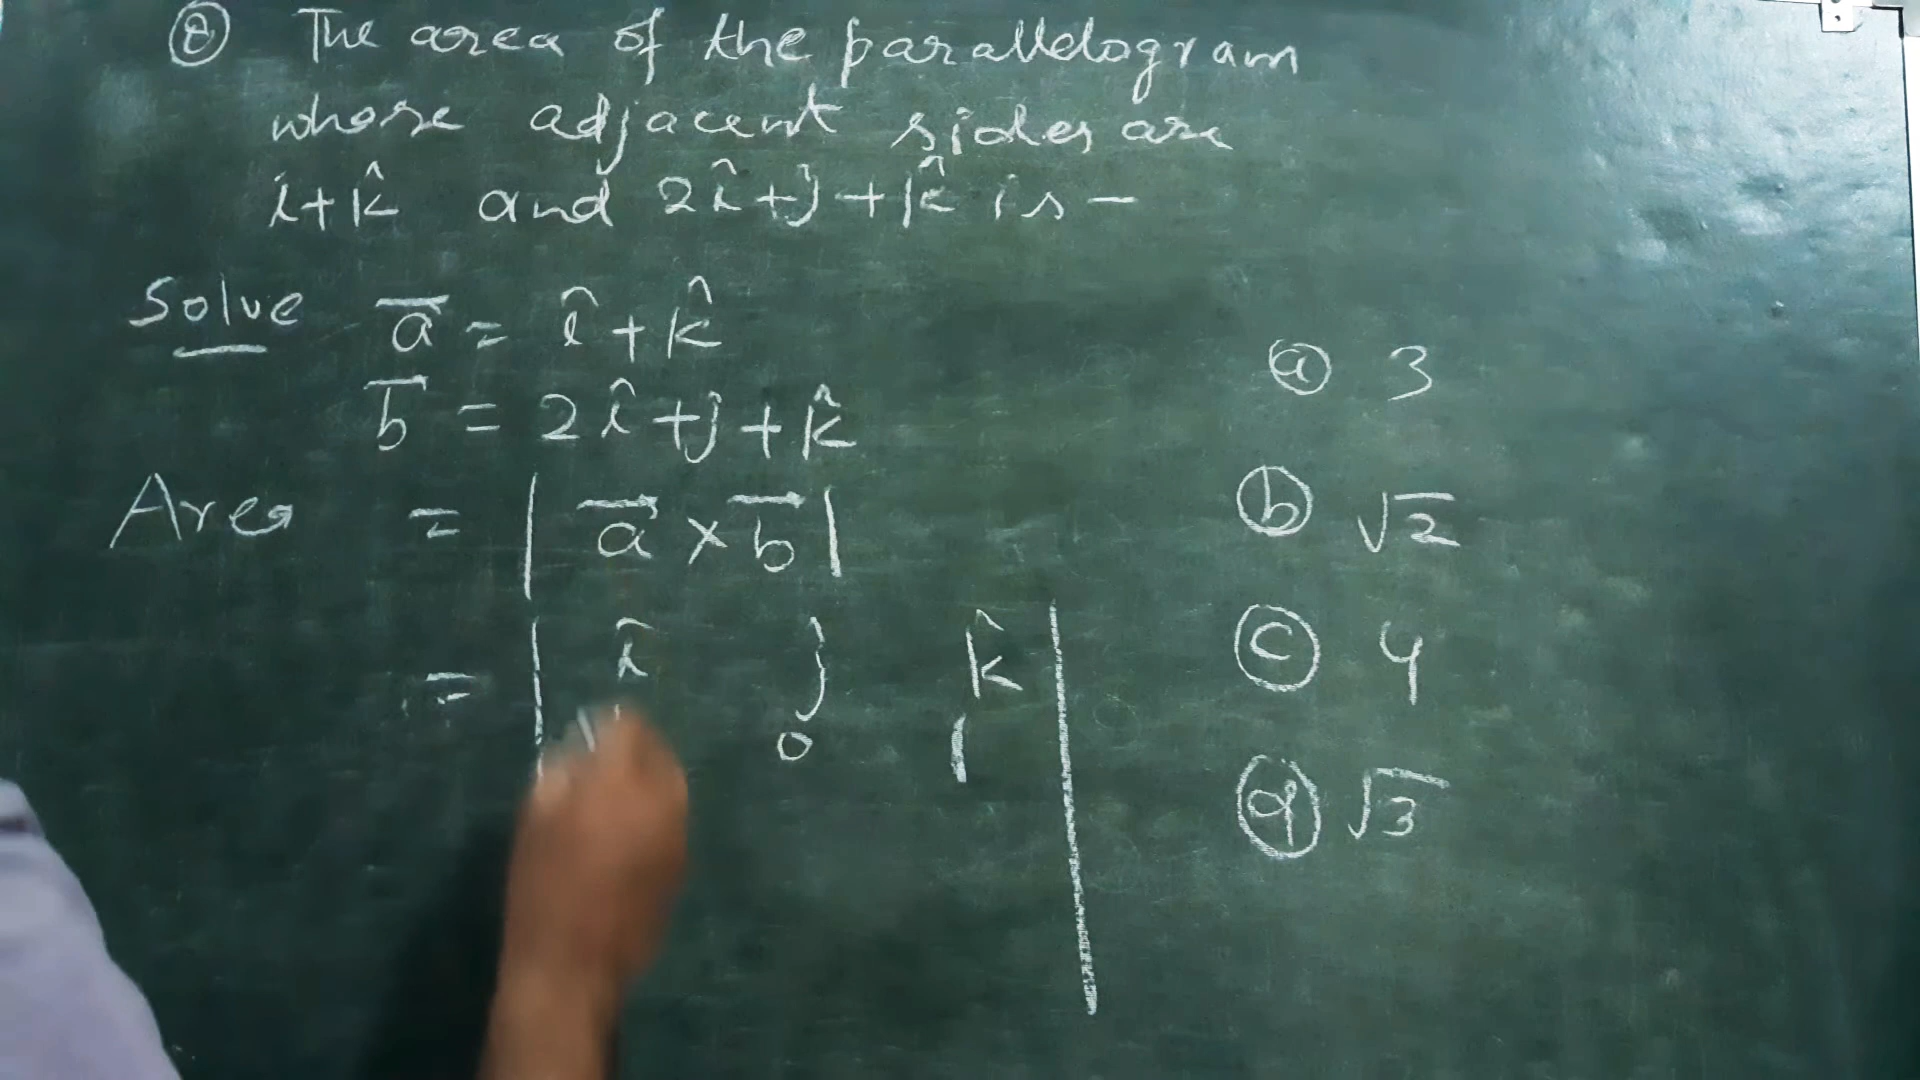 ② The area of the parallelogram
whose adjacent sides are
i+k̂ and 2î+ĵ+k̂ is –
Solve a⃗ = î+k̂
b⃗ = 2î+j+k̂
Area = |a⃗×b⃗|
= | î ĵ k̂ |
0 1
ⓐ 3
ⓑ √2
ⓒ 4
ⓓ √3